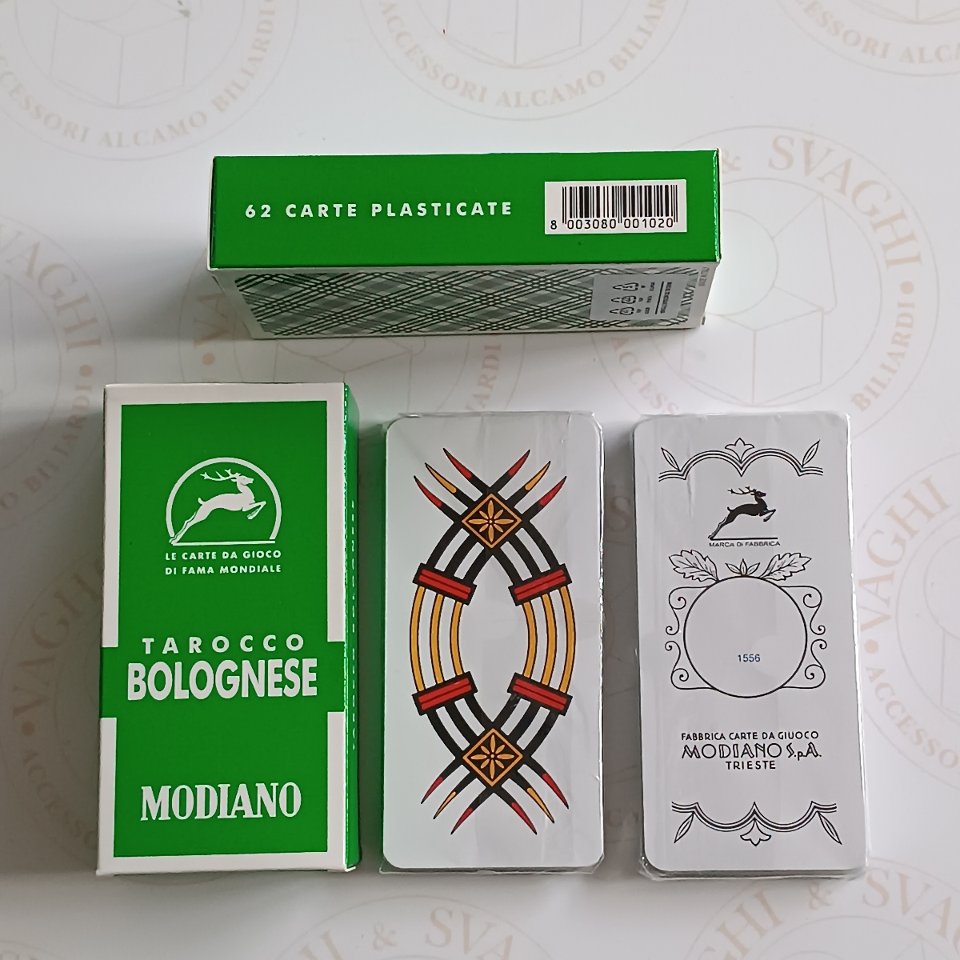 62 CARTE PLASTICATE
8 003080 001020
LE CARTE DA GIOCO
DI FAMA MONDIALE
TAROCCO
BOLOGNESE
MODIANO
MARCA DI FABBRICA
1556
FABBRICA CARTE DA GIUOCO
MODIANO S.p.A.
TRIESTE
& SVAGHI
ACCESSORI ALCAMO BILIARDI